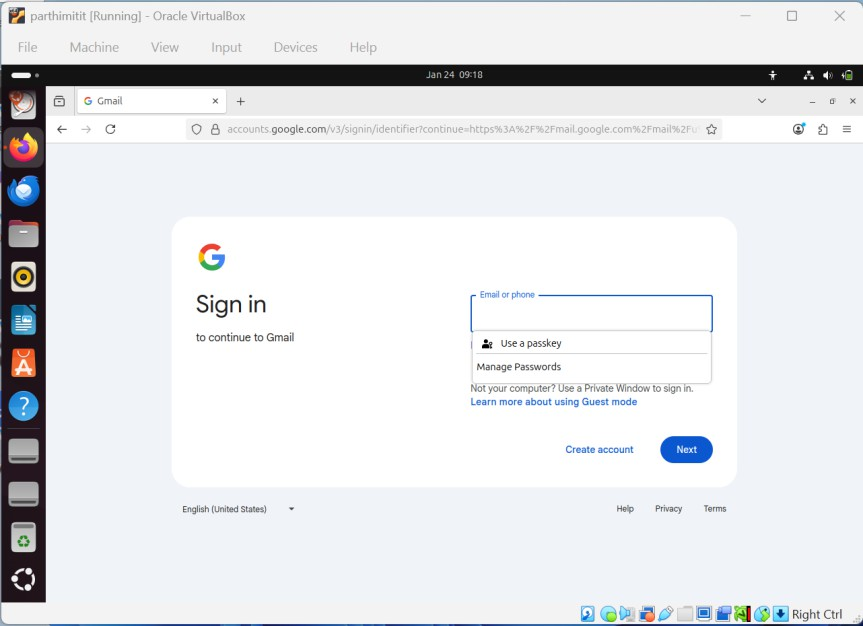 parthimitit [Running] - Oracle VirtualBox
File Machine View Input Devices Help
Jan 24 09:18
Gmail
accounts.google.com/v3/signin/identifier?continue=https%3A%2F%2Fmail.google.com%2Fmail%2Fu
Sign in
to continue to Gmail
Email or phone
Use a passkey
Manage Passwords
Not your computer? Use a Private Window to sign in.
Learn more about using Guest mode
Create account
Next
English (United States)
Help Privacy Terms
Right Ctrl